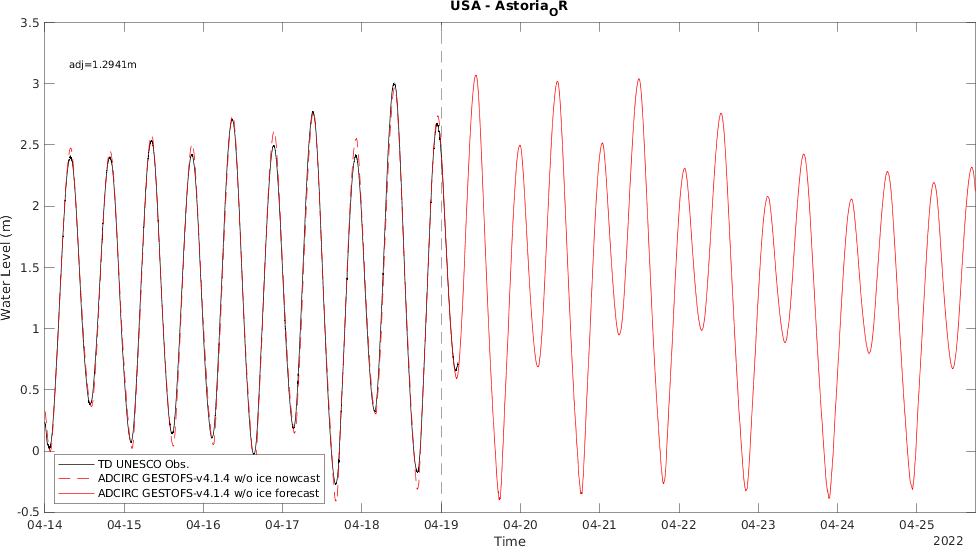 USA - AstoriaOR
adj=1.2941m
Water Level (m)
3.5
3
2.5
2
1.5
1
0.5
0
-0.5
TD UNESCO Obs.
ADCIRC GESTOFS-v4.1.4 w/o ice nowcast
ADCIRC GESTOFS-v4.1.4 w/o ice forecast
04-14 04-15 04-16 04-17 04-18 04-19 04-20 04-21 04-22 04-23 04-24 04-25
Time
2022